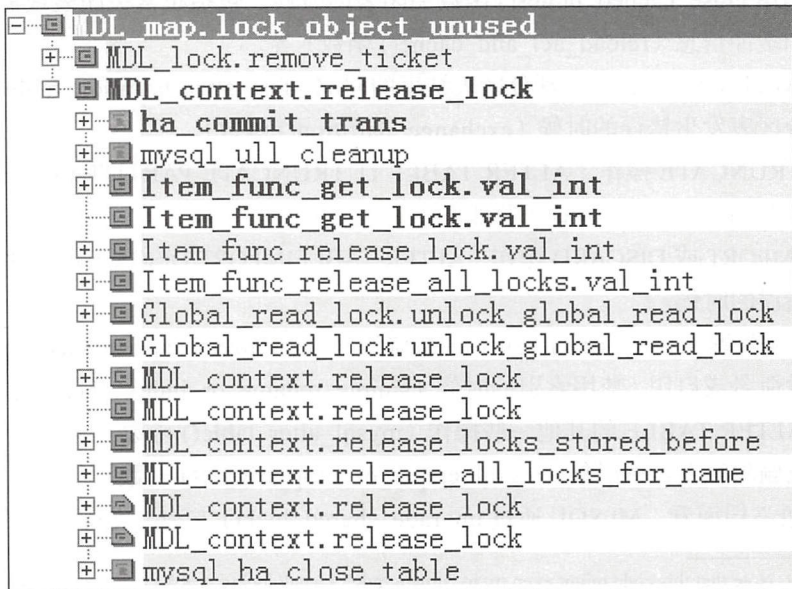 MDL_map.lock_object_unused
MDL_lock.remove_ticket
MDL_context.release_lock
ha_commit_trans
mysql_ull_cleanup
Item_func_get_lock.val_int
Item_func_get_lock.val_int
Item_func_release_lock.val_int
Item_func_release_all_locks.val_int
Global_read_lock.unlock_global_read_lock
Global_read_lock.unlock_global_read_lock
MDL_context.release_lock
MDL_context.release_lock
MDL_context.release_locks_stored_before
MDL_context.release_all_locks_for_name
MDL_context.release_lock
MDL_context.release_lock
mysql_ha_close_table